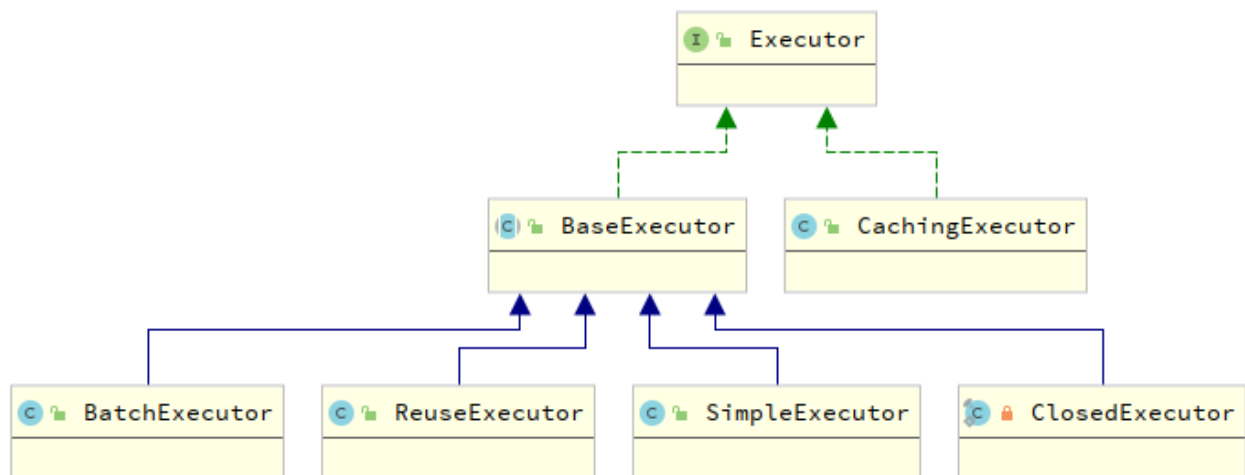 I Executor
C BaseExecutor
C CachingExecutor
C BatchExecutor
C ReuseExecutor
C SimpleExecutor
C ClosedExecutor